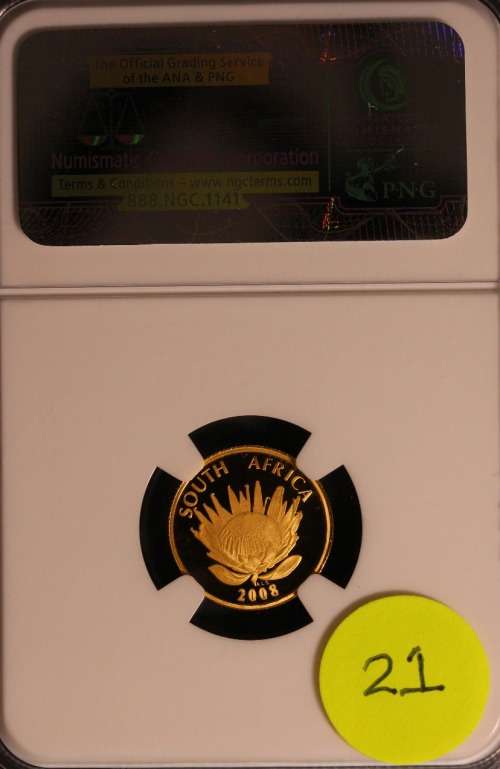 The Official Grading Service
of the ANA & PNG
Numismatic Corporation
PNG
Terms & Conditions – www.ngcterms.com
888.NGC.1141
SOUTH AFRICA
2008
21